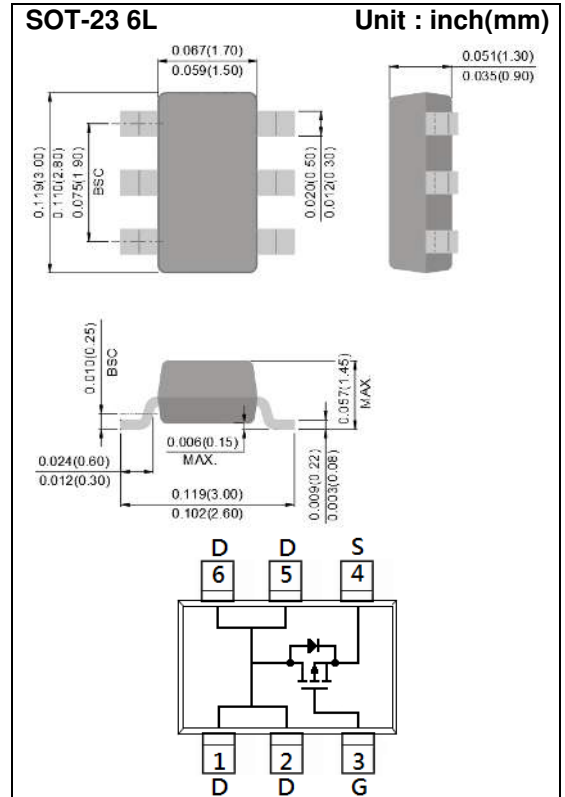 SOT-23 6L Unit : inch(mm)
0.067(1.70)
0.059(1.50)
0.051(1.30)
0.035(0.90)
0.119(3.00)
0.110(2.80)
0.075(1.90)
BSC
0.020(0.50)
0.012(0.30)
0.010(0.25)
BSC
0.057(1.45)
MAX.
0.006(0.15)
MAX.
0.024(0.60)
0.012(0.30)
0.119(3.00)
0.102(2.60)
0.009(0.22)
0.003(0.08)
D D S
6 5 4
1 2 3
D D G